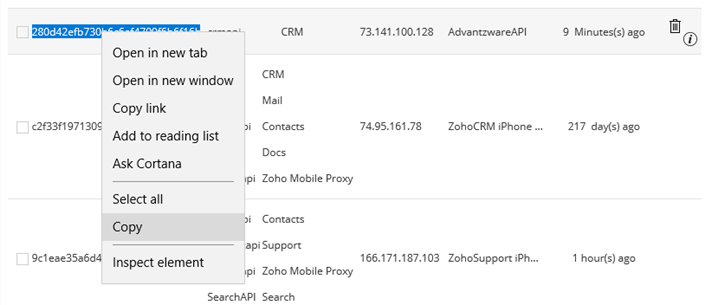 280d42efb730b6c6cf4700f5b6f16b crmapi CRM 73.141.100.128 AdvantzwareAPI 9 Minutes(s) ago
Open in new tab
Open in new window
CRM
Mail
Copy link
c2f33f1971309 pi Contacts 74.95.161.78 ZohoCRM iPhone ... 217 day(s) ago
Add to reading list
Docs
Ask Cortana
api Zoho Mobile Proxy
Select all
Copy
pi Contacts
api Support
9c1eae35a6d4 166.171.187.103 ZohoSupport iPh... 1 hour(s) ago
Inspect element
api Zoho Mobile Proxy
SearchAPI Search